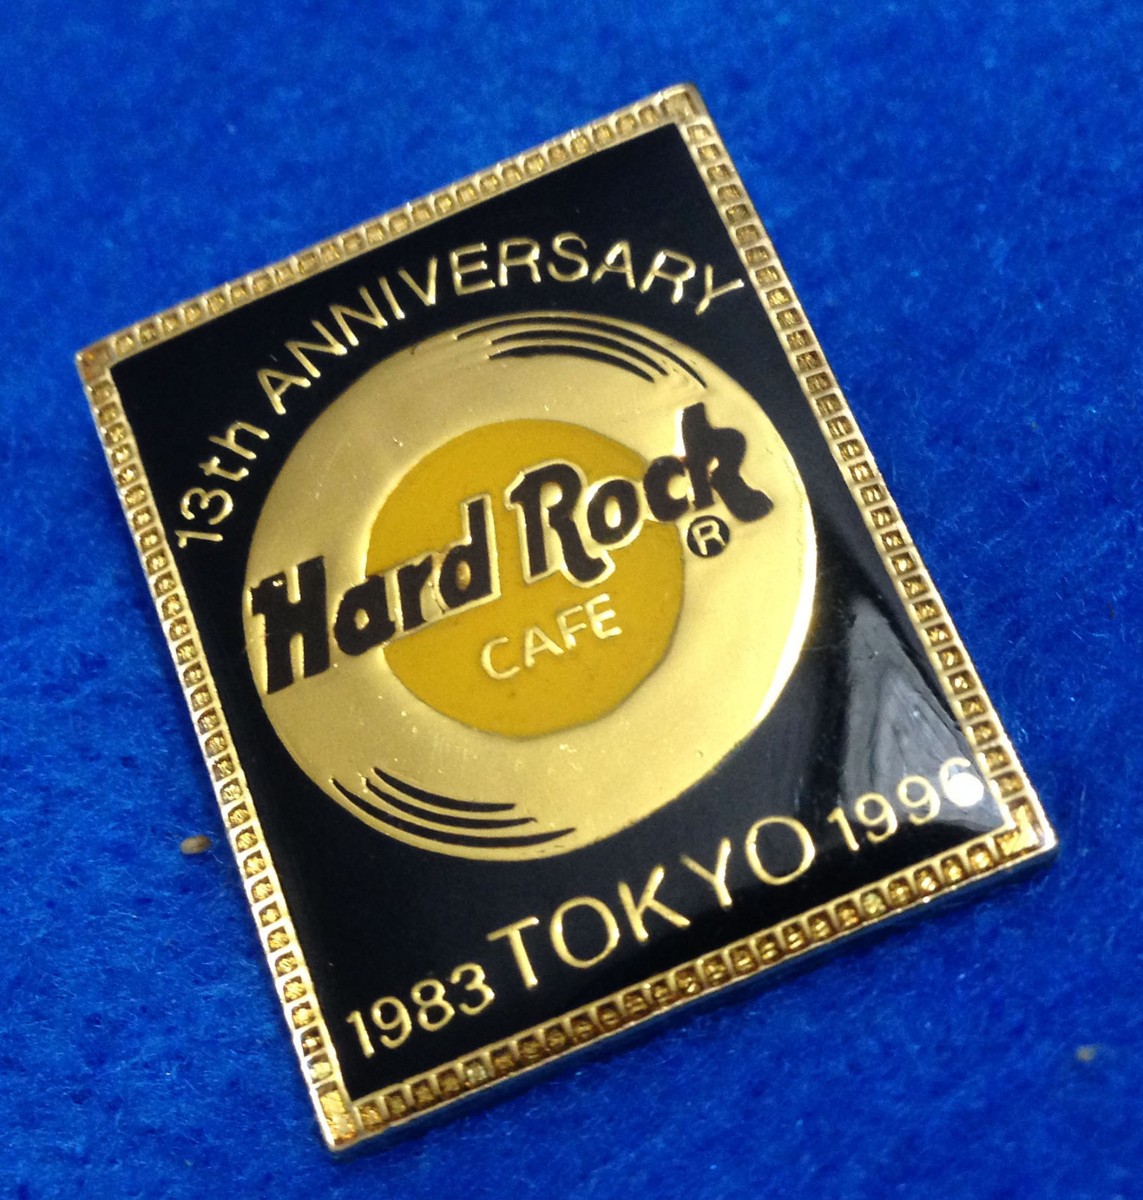 13th ANNIVERSARY
Hard Rock ®
CAFE
1983 TOKYO 1996